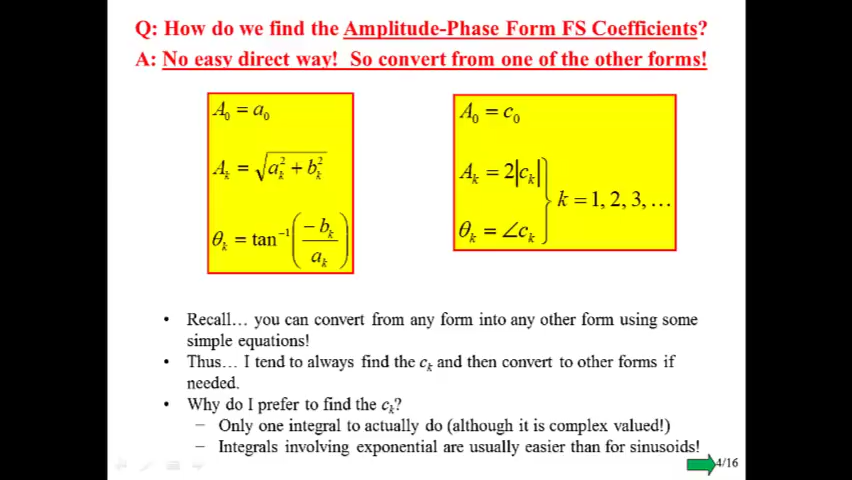 Q: How do we find the Amplitude-Phase Form FS Coefficients?
A: No easy direct way! So convert from one of the other forms!
A₀ = a₀
Aₖ = √(aₖ² + bₖ²)
θₖ = tan⁻¹(−bₖ / aₖ)
A₀ = c₀
Aₖ = 2|cₖ|
θₖ = ∠cₖ
} k = 1, 2, 3, …
• Recall… you can convert from any form into any other form using some
simple equations!
• Thus… I tend to always find the cₖ and then convert to other forms if
needed.
• Why do I prefer to find the cₖ?
– Only one integral to actually do (although it is complex valued!)
– Integrals involving exponential are usually easier than for sinusoids!
4/16